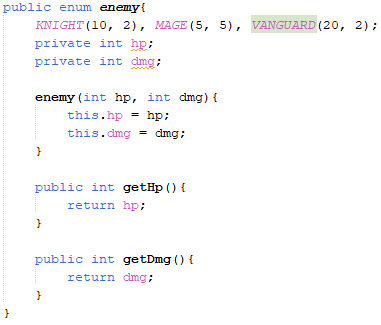 public enum enemy{
KNIGHT(10, 2), MAGE(5, 5), VANGUARD(20, 2);
private int hp;
private int dmg;
enemy(int hp, int dmg){
this.hp = hp;
this.dmg = dmg;
}
public int getHp(){
return hp;
}
public int getDmg(){
return dmg;
}
}